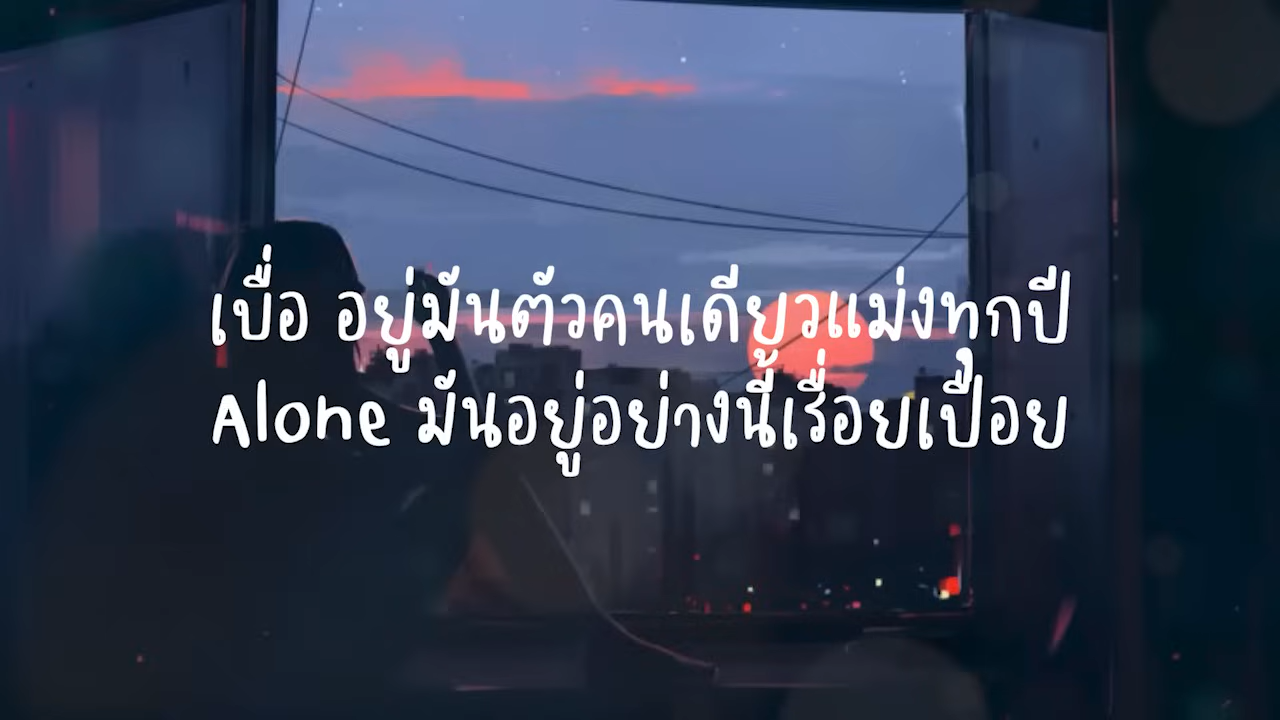 เบื่อ อยู่มันตัวคนเดียวแม่งทุกปี
Alone มันอยู่อย่างนี้เรื่อยเปื่อย